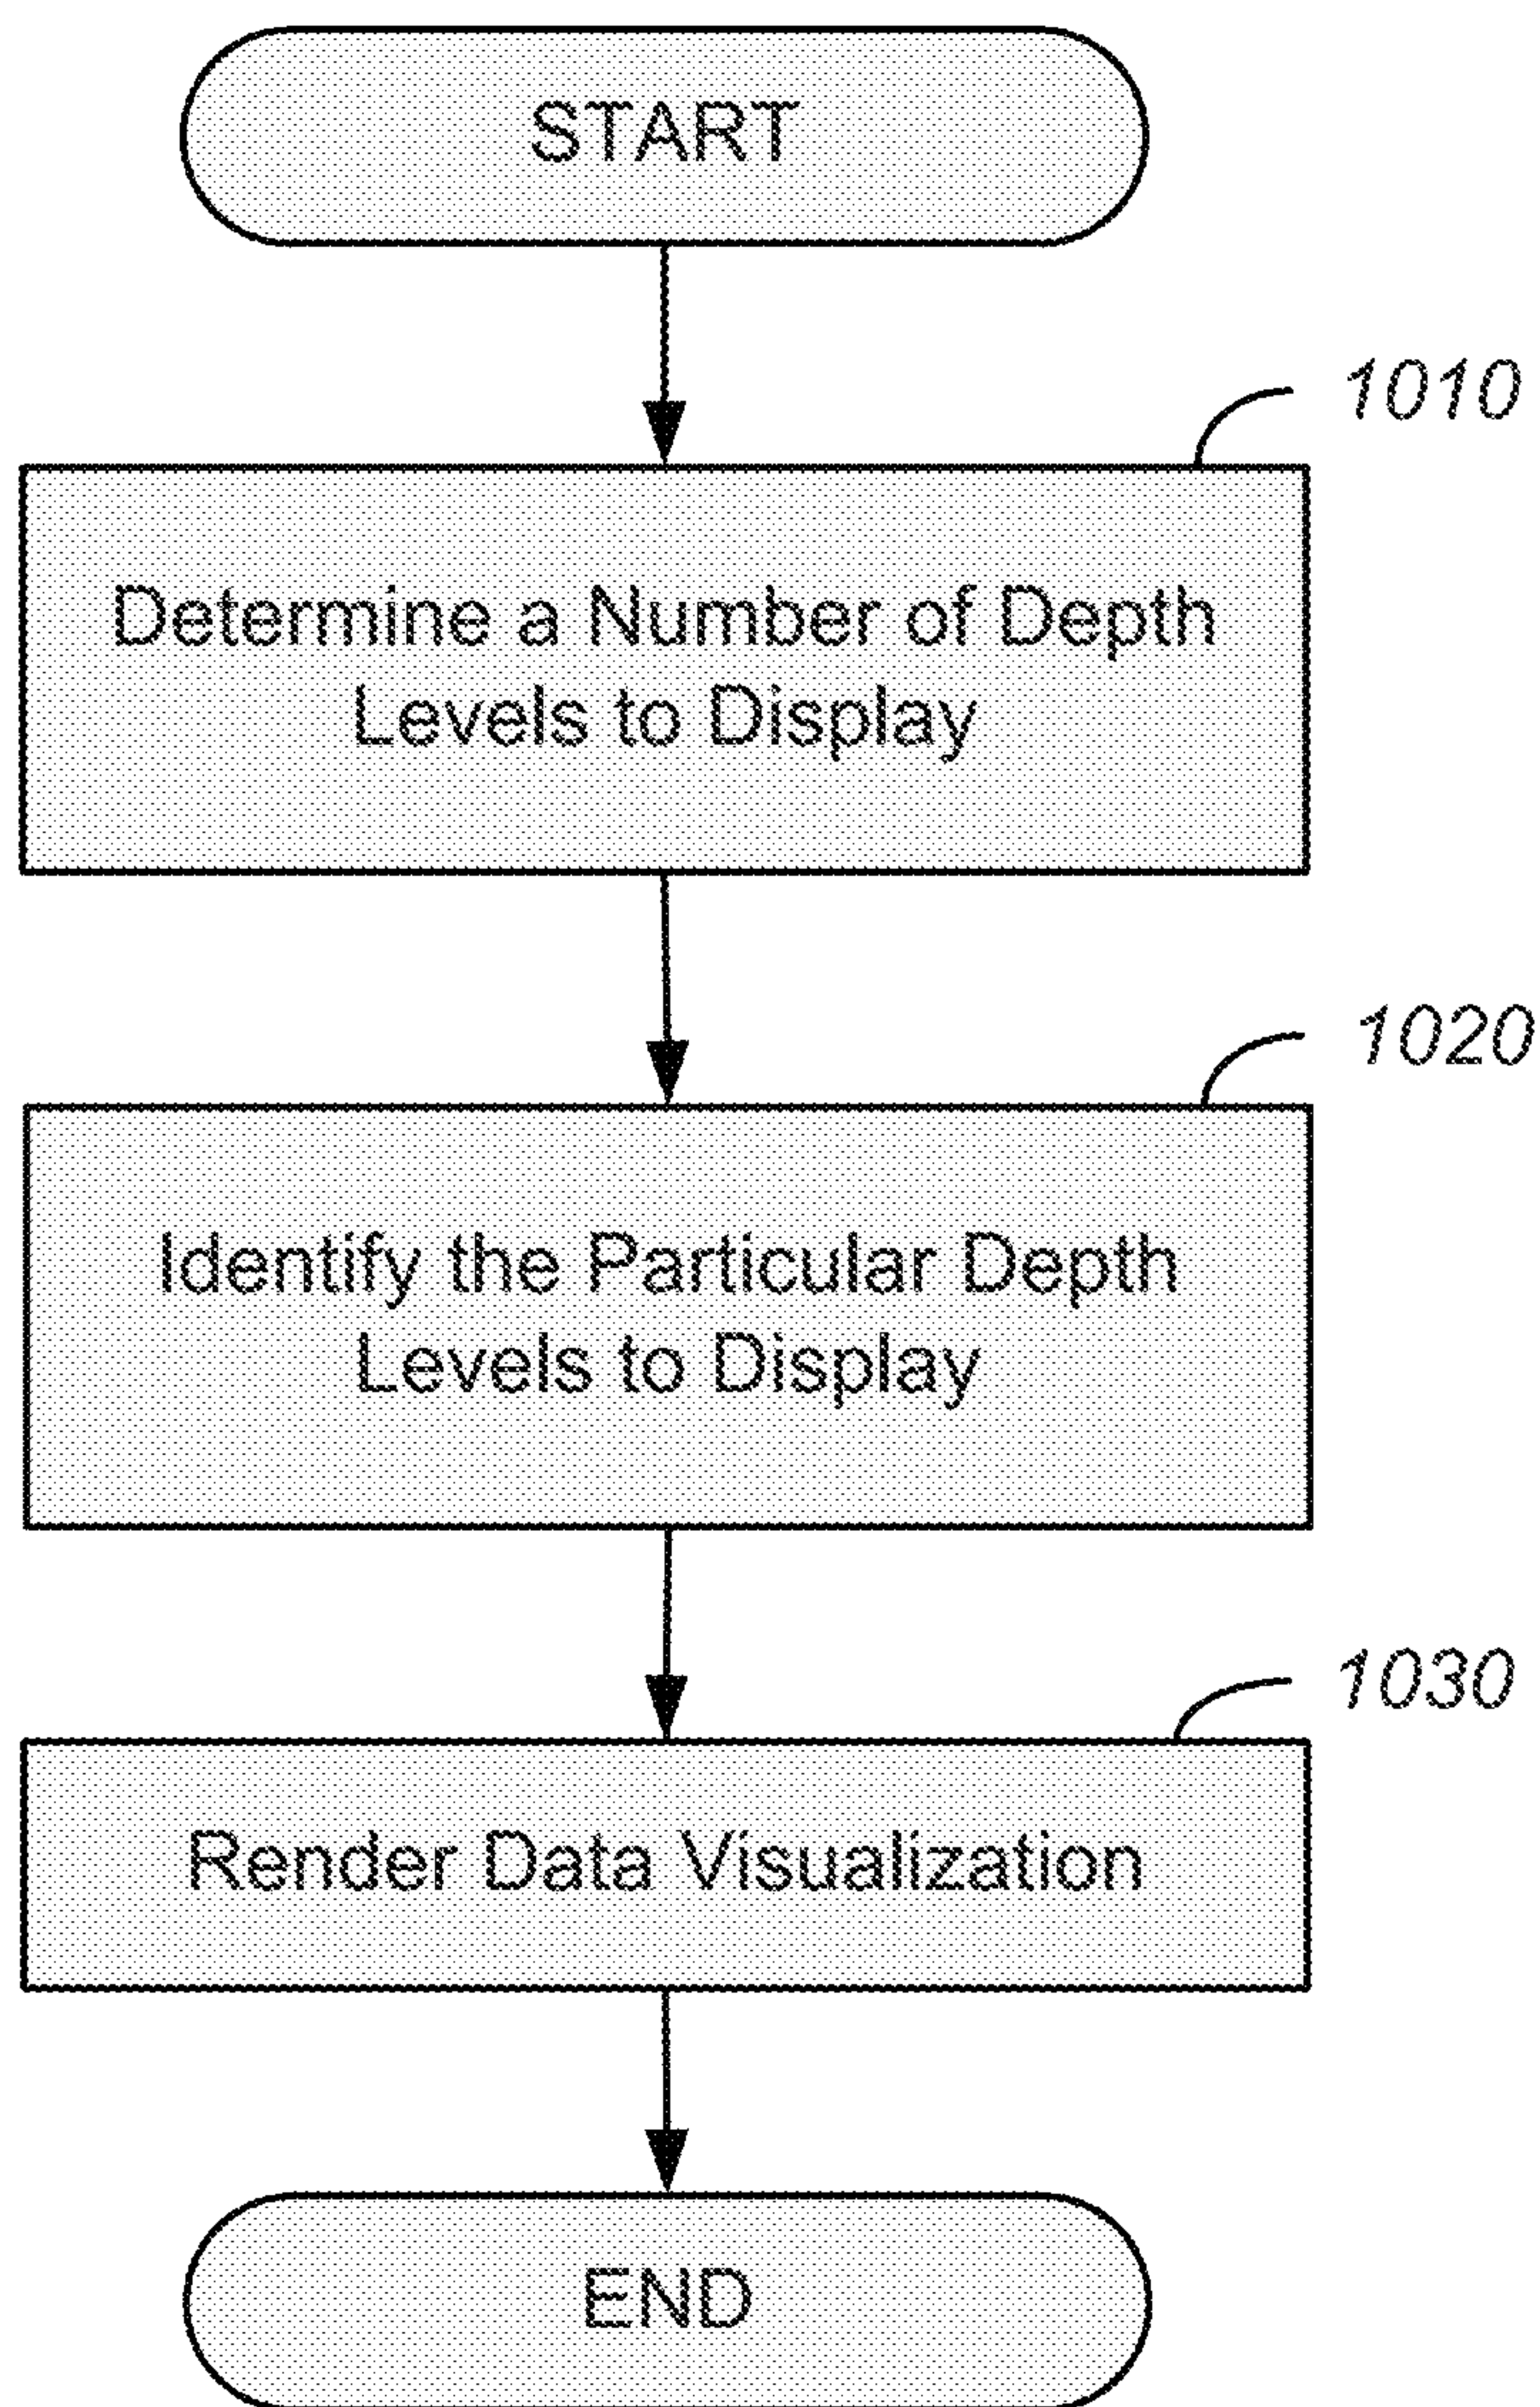 START
1010
Determine a Number of Depth
Levels to Display
1020
Identify the Particular Depth
Levels to Display
1030
Render Data Visualization
END